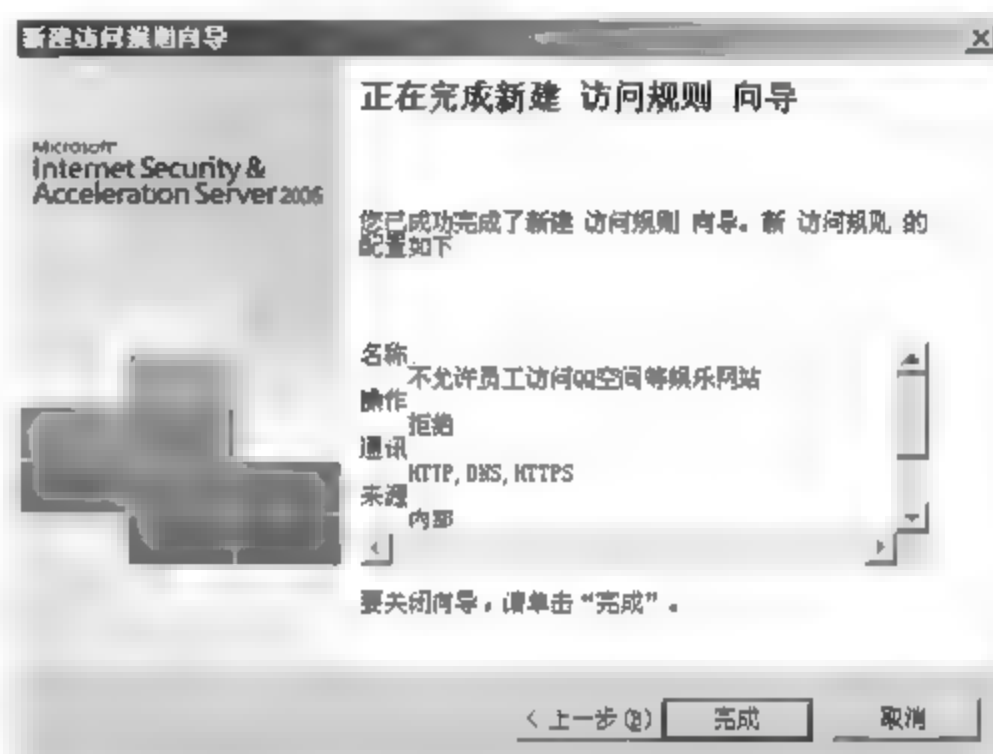 新建访问规则向导
正在完成新建 访问规则 向导
Microsoft
Internet Security &
Acceleration Server 2006
您已成功完成了新建 访问规则 向导。新 访问规则 的
配置如下
名称
不允许员工访问QQ空间等娱乐网站
操作
拒绝
通讯
HTTP, DNS, HTTPS
来源
内部
要关闭向导，请单击“完成”。
< 上一步(B)
完成
取消